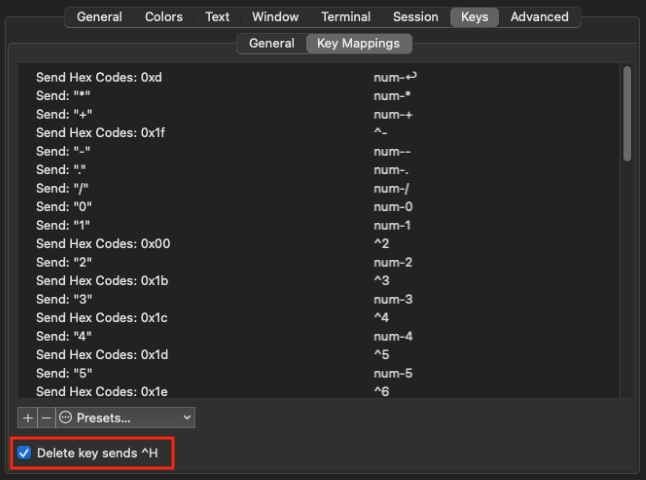 General Colors Text Window Terminal Session Keys Advanced
General Key Mappings
Send Hex Codes: 0xd num-↩
Send: "*" num-*
Send: "+" num-+
Send Hex Codes: 0x1f ^-
Send: "-" num--
Send: "." num-.
Send: "/" num-/
Send: "0" num-0
Send: "1" num-1
Send Hex Codes: 0x00 ^2
Send: "2" num-2
Send Hex Codes: 0x1b ^3
Send: "3" num-3
Send Hex Codes: 0x1c ^4
Send: "4" num-4
Send Hex Codes: 0x1d ^5
Send: "5" num-5
Send Hex Codes: 0x1e ^6
+ − Presets...
Delete key sends ^H